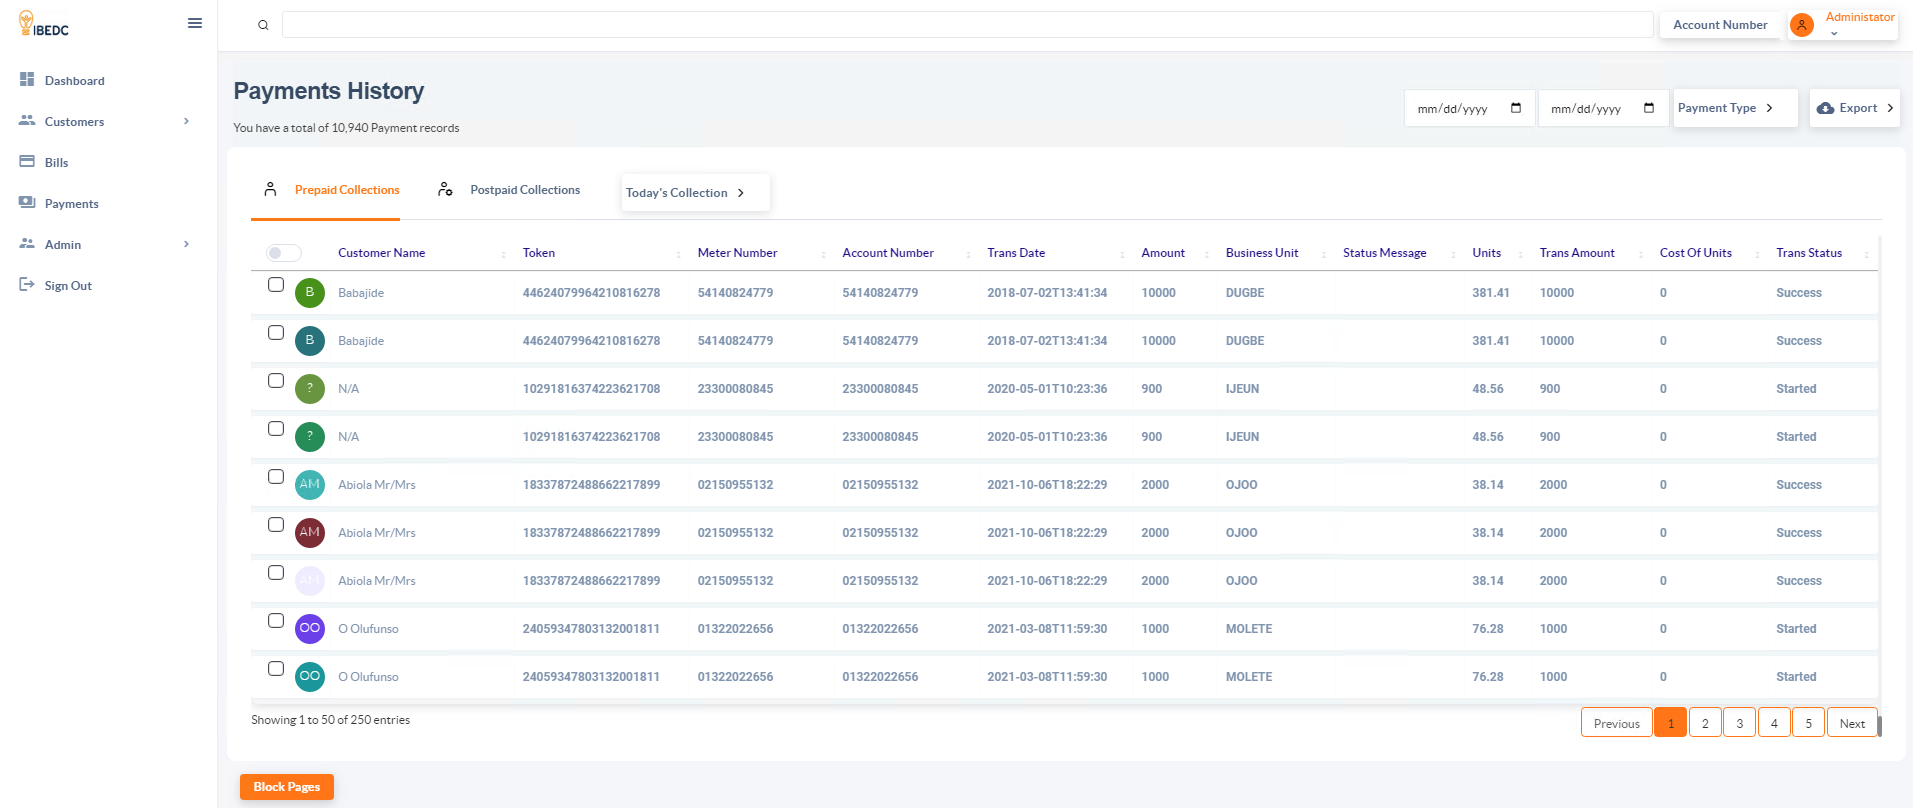 IBEDC
Account Number
Administator
Dashboard
Customers
Bills
Payments
Admin
Sign Out
Payments History
You have a total of 10,940 Payment records
mm/dd/yyyy mm/dd/yyyy Payment Type Export
Prepaid Collections Postpaid Collections Today's Collection
Customer Name Token Meter Number Account Number Trans Date Amount Business Unit Status Message Units Trans Amount Cost Of Units Trans Status
B Babajide 44624079964210816278 54140824779 54140824779 2018-07-02T13:41:34 10000 DUGBE 381.41 10000 0 Success
B Babajide 44624079964210816278 54140824779 54140824779 2018-07-02T13:41:34 10000 DUGBE 381.41 10000 0 Success
? N/A 10291816374223621708 23300080845 23300080845 2020-05-01T10:23:36 900 IJEUN 48.56 900 0 Started
? N/A 10291816374223621708 23300080845 23300080845 2020-05-01T10:23:36 900 IJEUN 48.56 900 0 Started
AM Abiola Mr/Mrs 18337872488662217899 02150955132 02150955132 2021-10-06T18:22:29 2000 OJOO 38.14 2000 0 Success
AM Abiola Mr/Mrs 18337872488662217899 02150955132 02150955132 2021-10-06T18:22:29 2000 OJOO 38.14 2000 0 Success
AM Abiola Mr/Mrs 18337872488662217899 02150955132 02150955132 2021-10-06T18:22:29 2000 OJOO 38.14 2000 0 Success
OO O Olufunso 24059347803132001811 01322022656 01322022656 2021-03-08T11:59:30 1000 MOLETE 76.28 1000 0 Started
OO O Olufunso 24059347803132001811 01322022656 01322022656 2021-03-08T11:59:30 1000 MOLETE 76.28 1000 0 Started
Showing 1 to 50 of 250 entries
Previous 1 2 3 4 5 Next
Block Pages